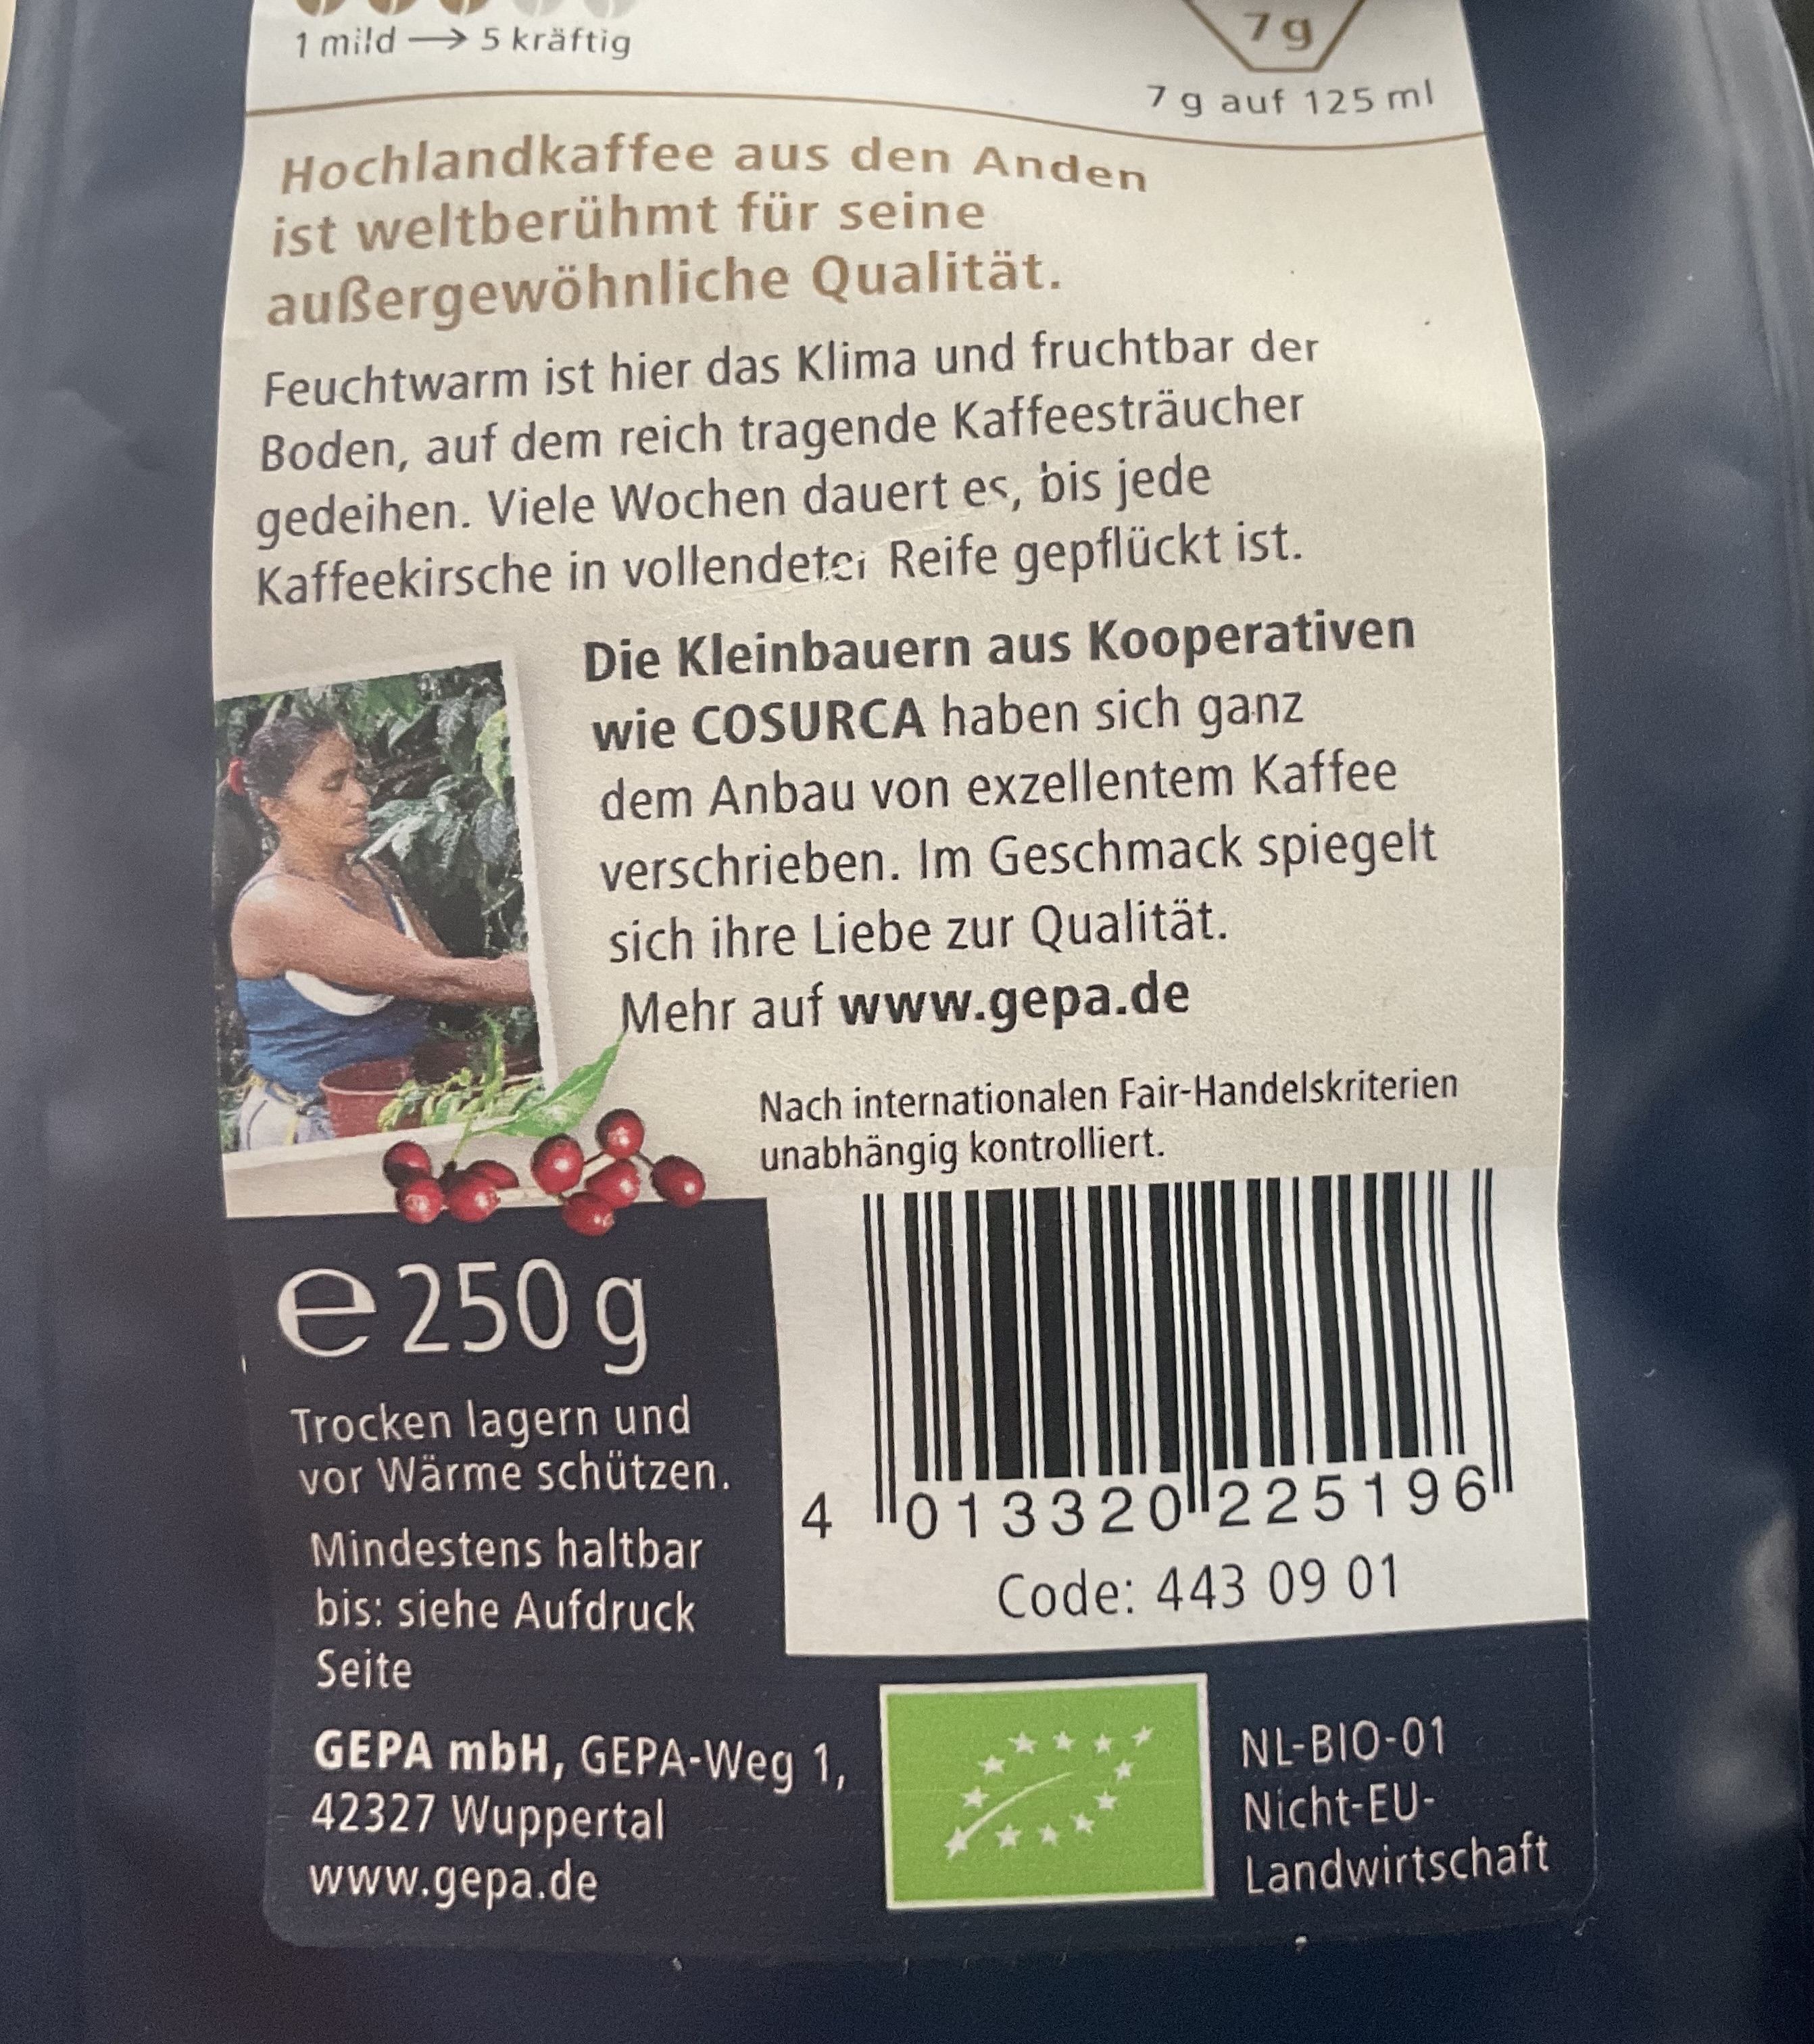 1 mild → 5 kräftig
7 g
7 g auf 125 ml
Hochlandkaffee aus den Anden
ist weltberühmt für seine
außergewöhnliche Qualität.
Feuchtwarm ist hier das Klima und fruchtbar der
Boden, auf dem reich tragende Kaffeesträucher
gedeihen. Viele Wochen dauert es, bis jede
Kaffeekirsche in vollendeter Reife gepflückt ist.
Die Kleinbauern aus Kooperativen
wie COSURCA haben sich ganz
dem Anbau von exzellentem Kaffee
verschrieben. Im Geschmack spiegelt
sich ihre Liebe zur Qualität.
Mehr auf www.gepa.de
Nach internationalen Fair-Handelskriterien
unabhängig kontrolliert.
e 250 g
Trocken lagern und
vor Wärme schützen.
Mindestens haltbar
bis: siehe Aufdruck
Seite
GEPA mbH, GEPA-Weg 1,
42327 Wuppertal
www.gepa.de
4 013320 225196
Code: 443 09 01
NL-BIO-01
Nicht-EU-
Landwirtschaft